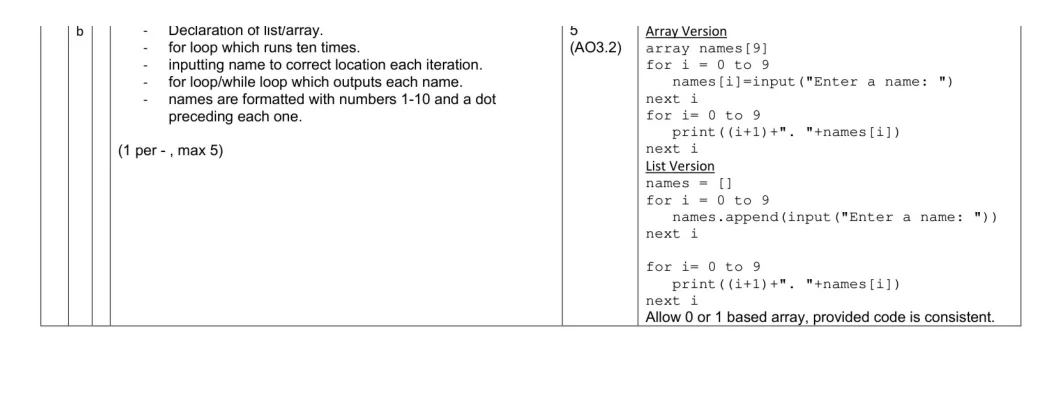 b
- Declaration of list/array.
- for loop which runs ten times.
- inputting name to correct location each iteration.
- for loop/while loop which outputs each name.
- names are formatted with numbers 1-10 and a dot
preceding each one.
(1 per - , max 5)
5
(AO3.2)
Array Version
array names[9]
for i = 0 to 9
names[i]=input("Enter a name: ")
next i
for i= 0 to 9
print((i+1)+". "+names[i])
next i
List Version
names = []
for i = 0 to 9
names.append(input("Enter a name: "))
next i
for i= 0 to 9
print((i+1)+". "+names[i])
next i
Allow 0 or 1 based array, provided code is consistent.